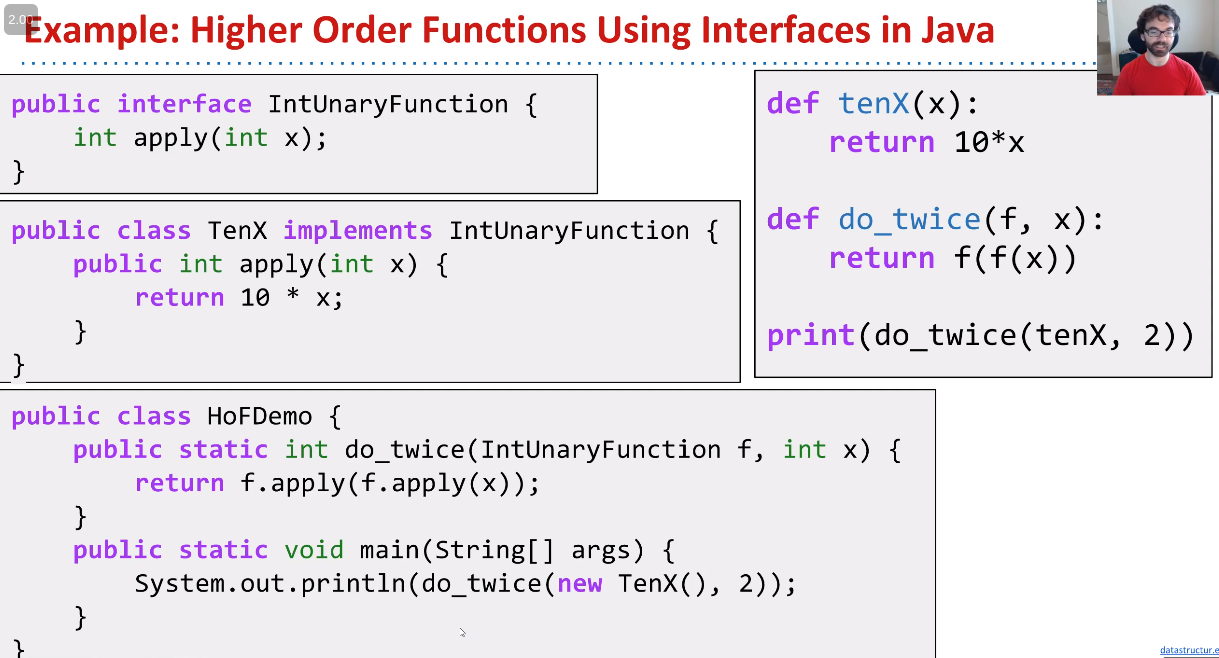 2.00
Example: Higher Order Functions Using Interfaces in Java
public interface IntUnaryFunction {
    int apply(int x);
}
public class TenX implements IntUnaryFunction {
    public int apply(int x) {
        return 10 * x;
    }
}
public class HoFDemo {
    public static int do_twice(IntUnaryFunction f, int x) {
        return f.apply(f.apply(x));
    }
    public static void main(String[] args) {
        System.out.println(do_twice(new TenX(), 2));
    }
}
def tenX(x):
    return 10*x
def do_twice(f, x):
    return f(f(x))
print(do_twice(tenX, 2))
datastructur.e